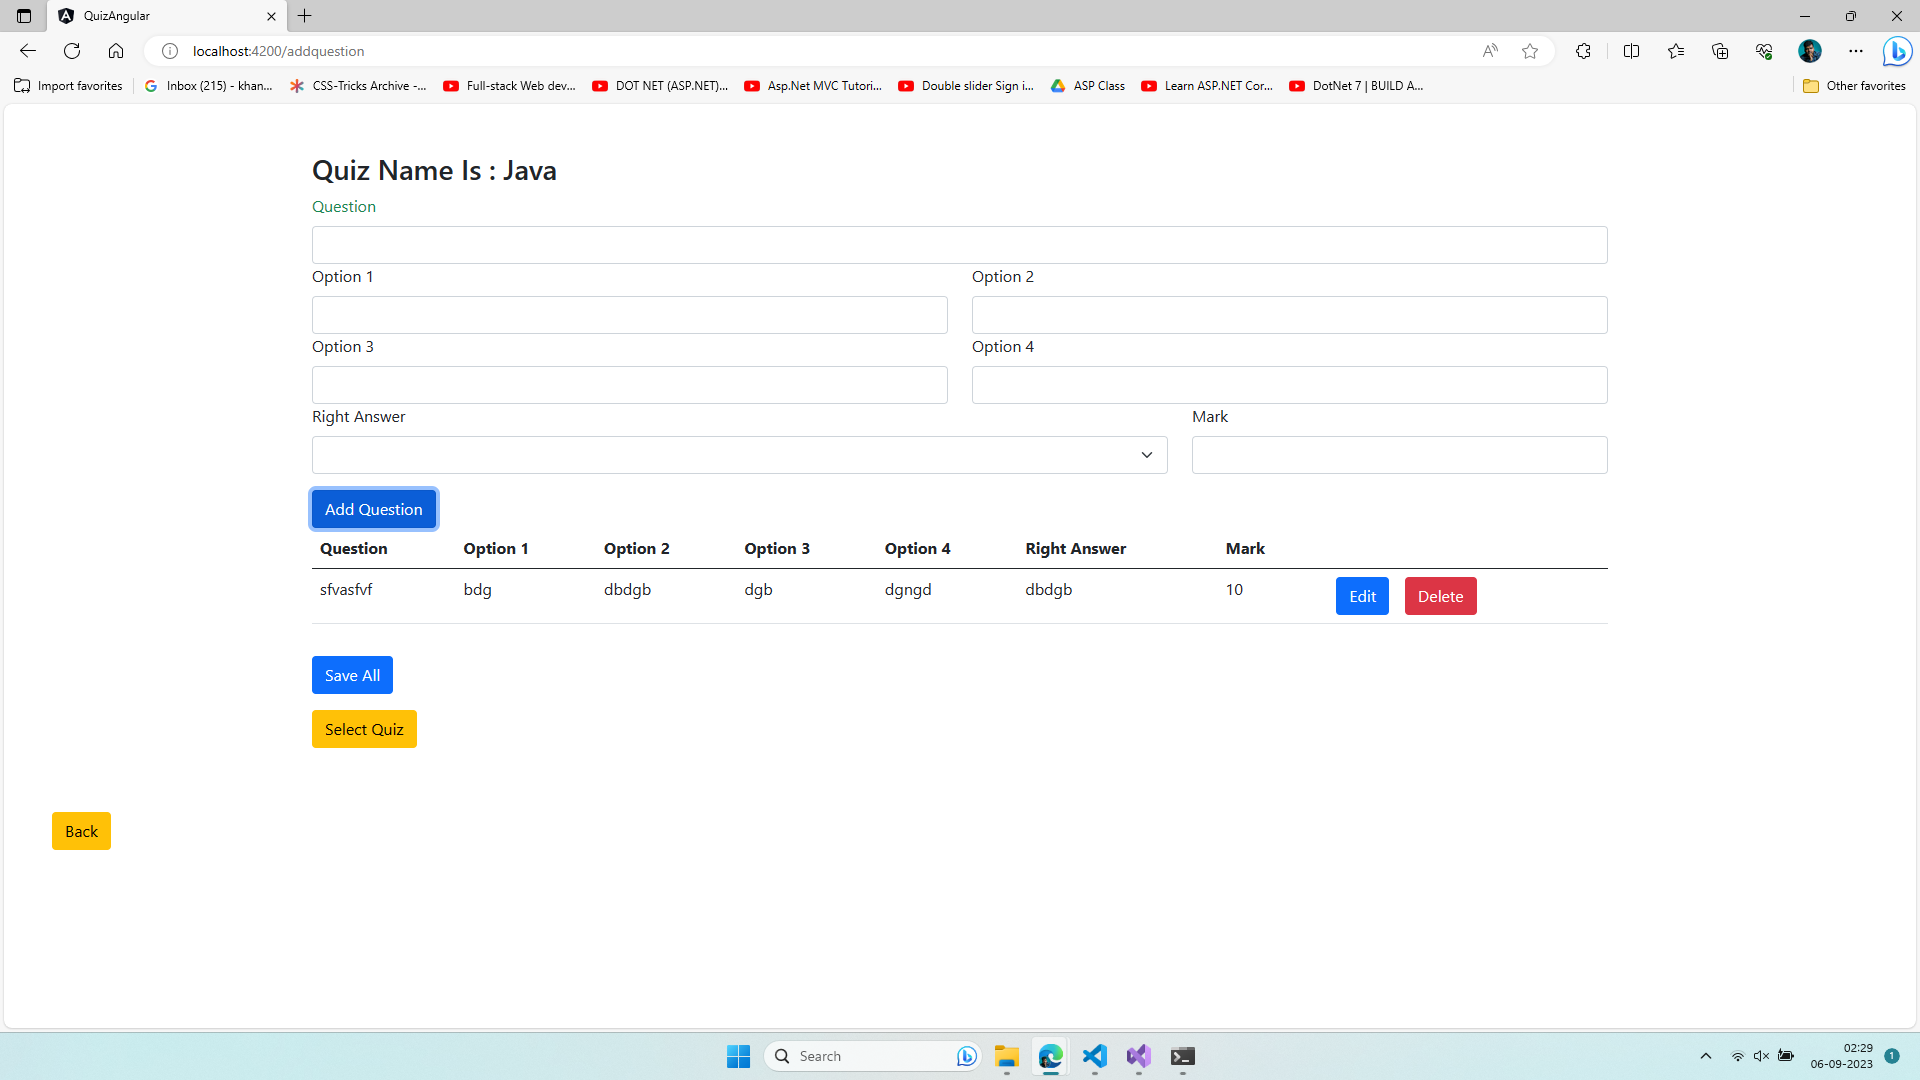 QuizAngular
localhost:4200/addquestion
Import favorites
Inbox (215) - khan...
CSS-Tricks Archive -...
Full-stack Web dev...
DOT NET (ASP.NET)...
Asp.Net MVC Tutori...
Double slider Sign i...
ASP Class
Learn ASP.NET Cor...
DotNet 7 | BUILD A...
Other favorites
Quiz Name Is : Java
Question
Option 1 Option 2
Option 3 Option 4
Right Answer Mark
Add Question
Question Option 1 Option 2 Option 3 Option 4 Right Answer Mark
sfvasfvf bdg dbdgb dgb dgngd dbdgb 10 Edit Delete
Save All
Select Quiz
Back
Search
02:29
06-09-2023
1